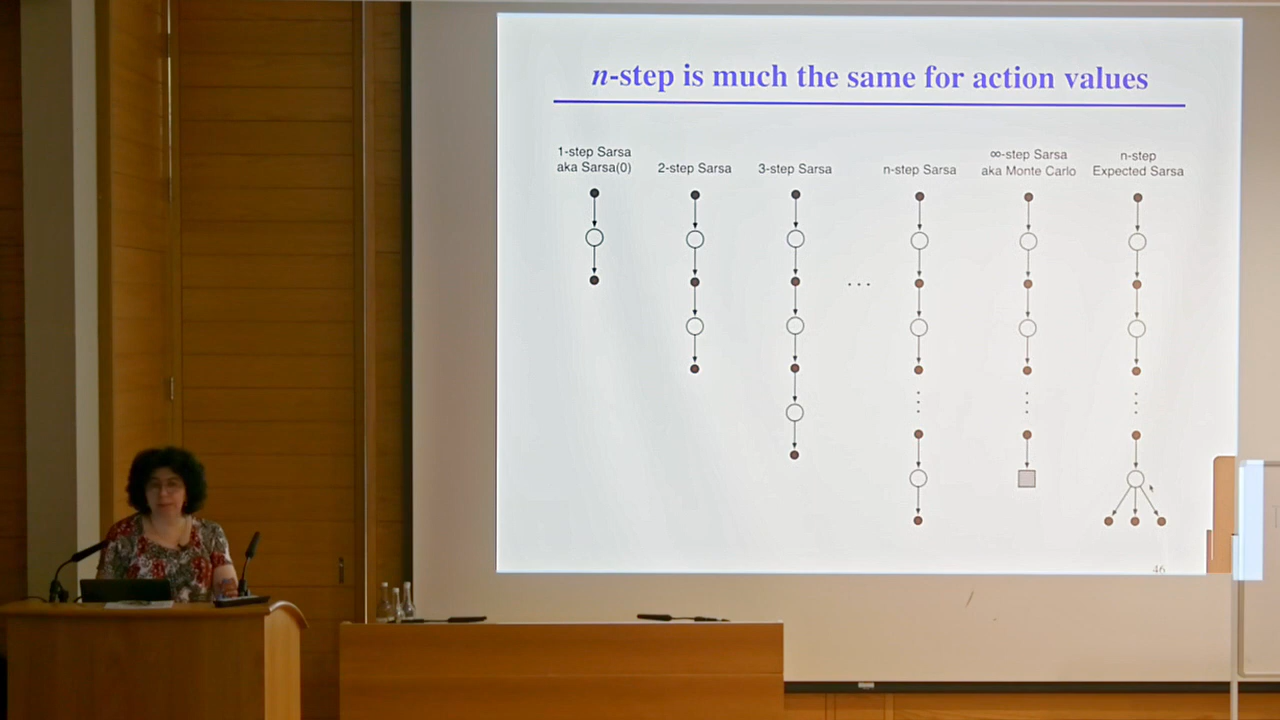 n-step is much the same for action values
1-step Sarsa
aka Sarsa(0)
2-step Sarsa
3-step Sarsa
...
n-step Sarsa
∞-step Sarsa
aka Monte Carlo
n-step
Expected Sarsa
46